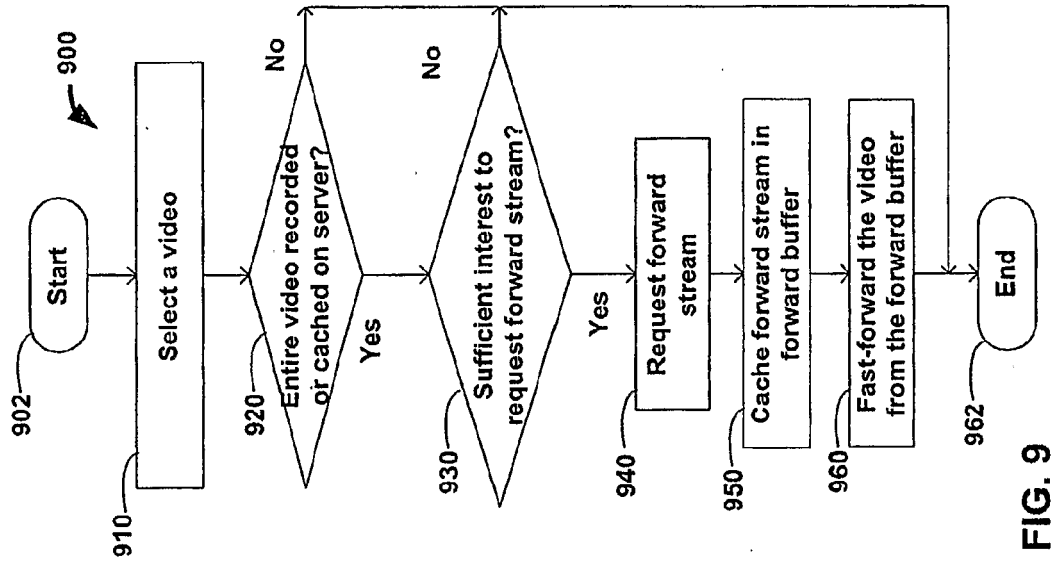 900
902
Start
910
Select a video
920
Entire video recorded
or cached on server?
No
Yes
930
Sufficient interest to
request forward stream?
No
Yes
940
Request forward
stream
950
Cache forward stream in
forward buffer
960
Fast-forward the video
from the forward buffer
962
End
FIG. 9